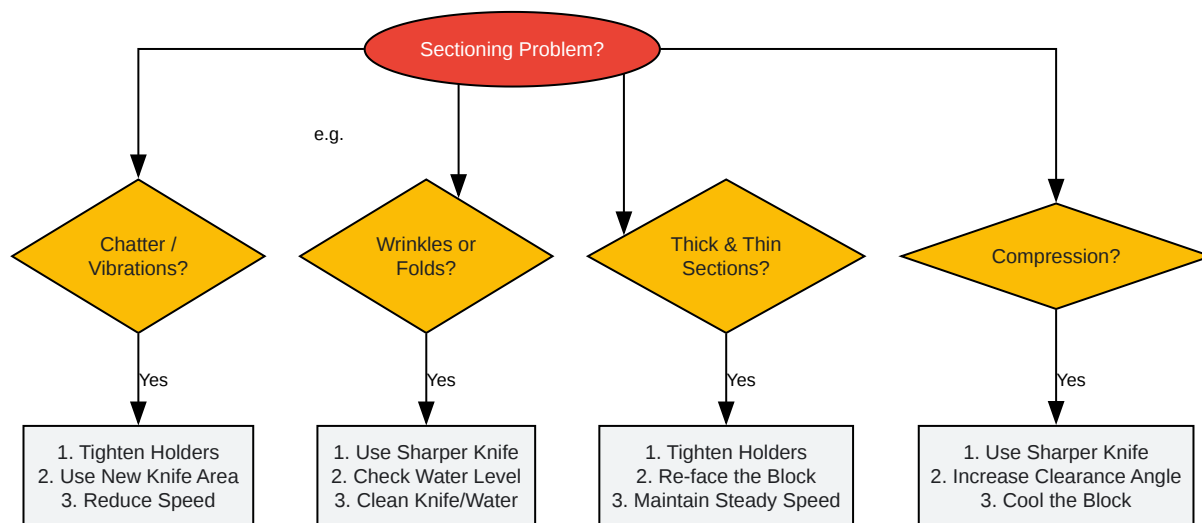 Sectioning Problem?
e.g.
Chatter /
Vibrations?
Wrinkles or
Folds?
Thick & Thin
Sections?
Compression?
Yes
Yes
Yes
Yes
1. Tighten Holders
2. Use New Knife Area
3. Reduce Speed
1. Use Sharper Knife
2. Check Water Level
3. Clean Knife/Water
1. Tighten Holders
2. Re-face the Block
3. Maintain Steady Speed
1. Use Sharper Knife
2. Increase Clearance Angle
3. Cool the Block